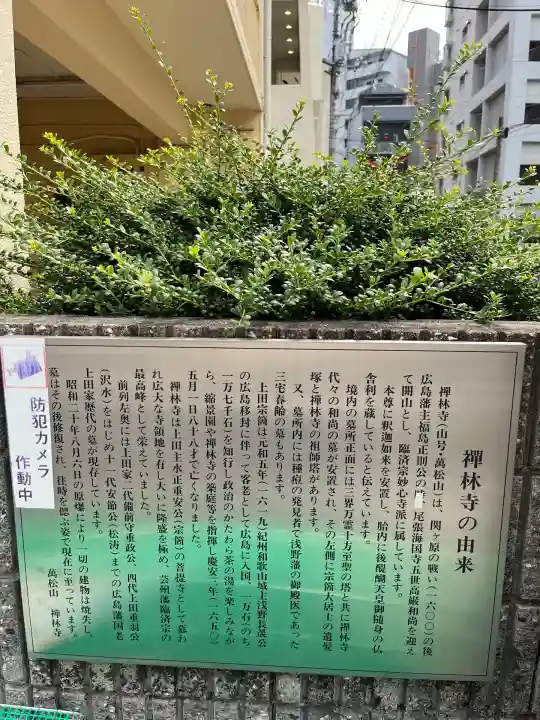 禅林寺の由来
禅林寺(山号・萬松山)は、関ヶ原の戦い(一六〇〇)の後
広島藩主福島正則公の 尾張海国寺五世高巌和尚を迎え
て開山とし、臨済宗妙心寺派に属しています。
本尊に釈迦如来を安置し、胎内に後醍醐天皇御随身の仏
舎利を蔵していると伝えています。
境内の墓所正面には三界万霊十方至聖の塔と共に禅林寺
代々の和尚の墓が安置され、その左側に宗箇大居士の遺髪
塚と禅林寺の祖師塔があります。
又、墓所内には種痘の発見者で浅野藩の御殿医であった
三宅春齢の墓もあります。
上田宗箇は元和五年(一六一九)紀州和歌山城主浅野長晟公
の広島移封に伴って客老として広島に入国、一万石(のち
一万七千石)を知行し政治のかたわら茶の湯を楽しみなが
ら、縮景園や禅林寺の築庭等を指揮し慶安三年(一六五〇)
五月一日八十八才で亡くなりました。
禅林寺は上田主水正重安公(宗箇)の菩提寺として墓わ
れ広大な寺領地を有し大いに隆盛を極め、芸州藩臨済宗の
最高峰として栄えていました。
前列左奥には上田家二代備前守重政公、四代上田重羽公
(沢水)をはじめ十一代安節公(松涛)までの広島藩国老
上田家歴代の墓が現存しています。
昭和二十年八月六日の原爆により一切の建物は焼失し、
墓はその後修復され、往時を偲ぶ姿で現在に至っています。
萬松山 禅林寺
防犯カメラ
作動中